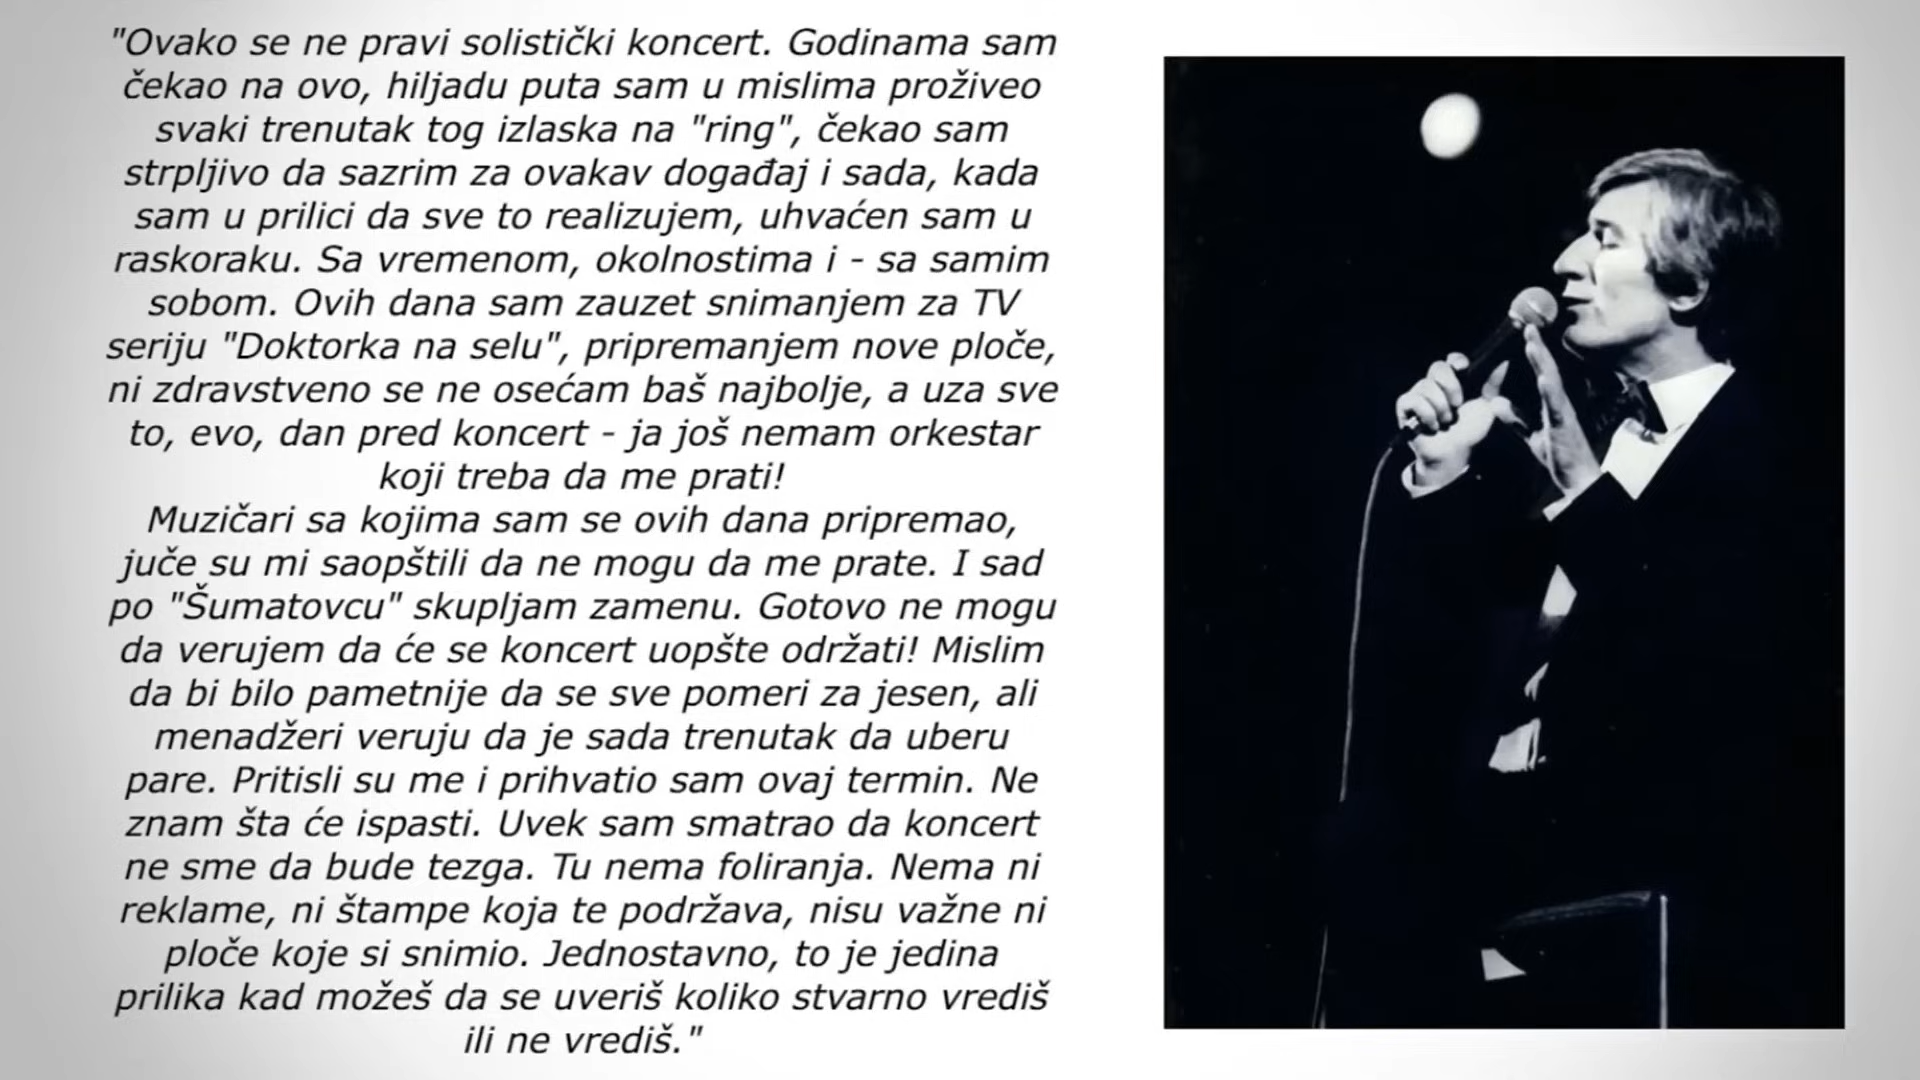 "Ovako se ne pravi solistički koncert. Godinama sam
čekao na ovo, hiljadu puta sam u mislima proživeo
svaki trenutak tog izlaska na "ring", čekao sam
strpljivo da sazrim za ovakav događaj i sada, kada
sam u prilici da sve to realizujem, uhvaćen sam u
raskoraku. Sa vremenom, okolnostima i - sa samim
sobom. Ovih dana sam zauzet snimanjem za TV
seriju "Doktorka na selu", pripremanjem nove ploče,
ni zdravstveno se ne osećam baš najbolje, a uza sve
to, evo, dan pred koncert - ja još nemam orkestar
koji treba da me prati!
Muzičari sa kojima sam se ovih dana pripremao,
juče su mi saopštili da ne mogu da me prate. I sad
po "Šumatovcu" skupljam zamenu. Gotovo ne mogu
da verujem da će se koncert uopšte održati! Mislim
da bi bilo pametnije da se sve pomeri za jesen, ali
menadžeri veruju da je sada trenutak da uberu
pare. Pritisli su me i prihvatio sam ovaj termin. Ne
znam šta će ispasti. Uvek sam smatrao da koncert
ne sme da bude tezga. Tu nema foliranja. Nema ni
reklame, ni štampe koja te podržava, nisu važne ni
ploče koje si snimio. Jednostavno, to je jedina
prilika kad možeš da se uveriš koliko stvarno vrediš
ili ne vrediš."